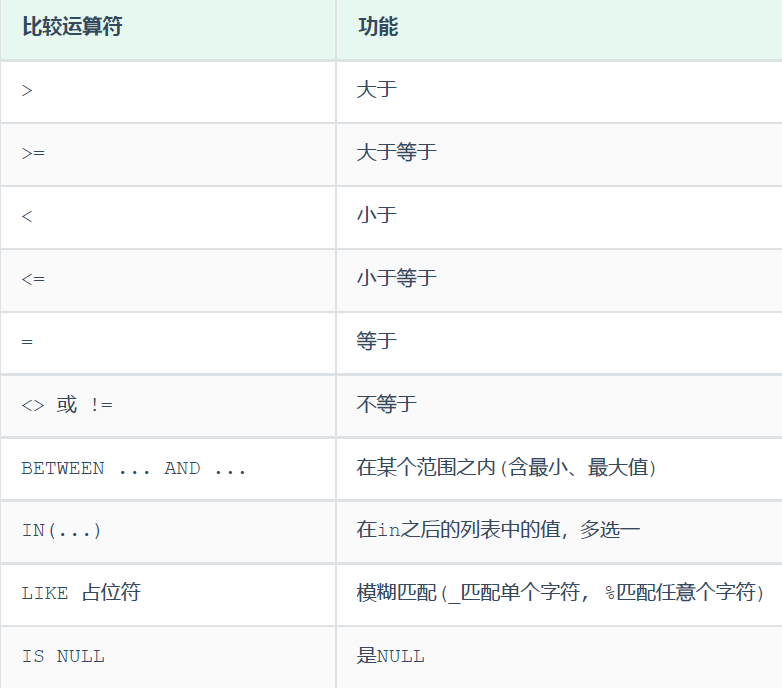 比较运算符 功能
> 大于
>= 大于等于
< 小于
<= 小于等于
= 等于
<> 或 != 不等于
BETWEEN ... AND ... 在某个范围之内(含最小、最大值)
IN(...) 在in之后的列表中的值，多选一
LIKE 占位符 模糊匹配(_匹配单个字符, %匹配任意个字符)
IS NULL 是NULL